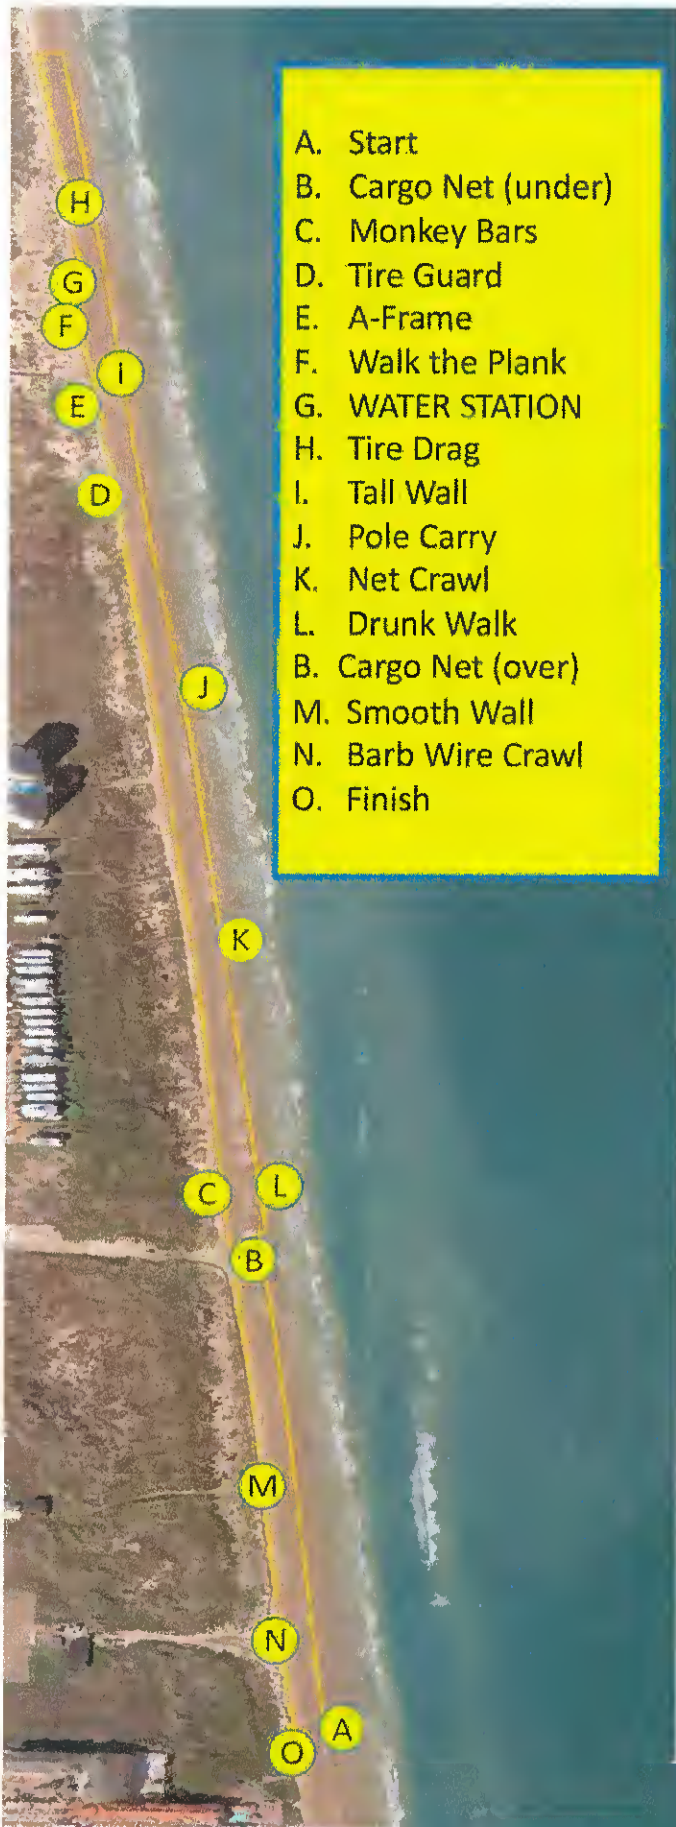 A. Start
B. Cargo Net (under)
C. Monkey Bars
D. Tire Guard
E. A-Frame
F. Walk the Plank
G. WATER STATION
H. Tire Drag
I. Tall Wall
J. Pole Carry
K. Net Crawl
L. Drunk Walk
B. Cargo Net (over)
M. Smooth Wall
N. Barb Wire Crawl
O. Finish
H
G
F
I
E
D
J
K
C
L
B
M
N
A
O